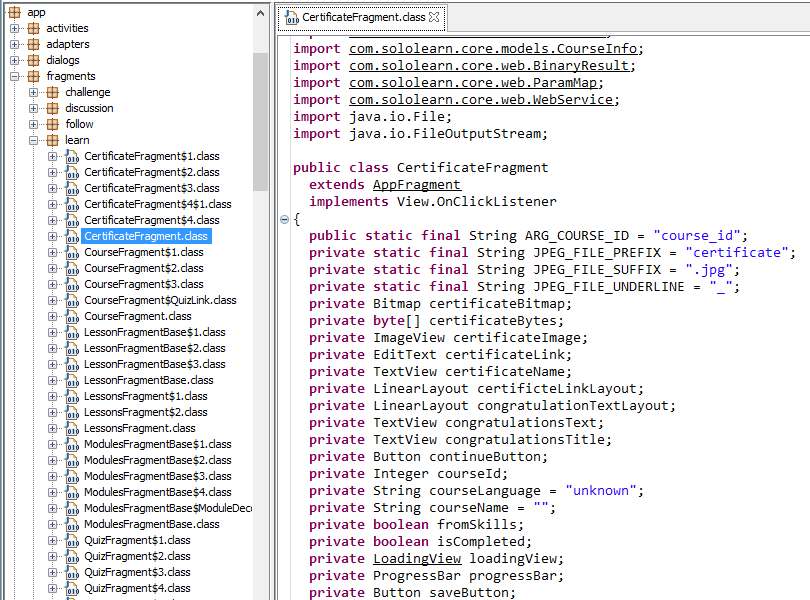 app
activities
adapters
dialogs
fragments
challenge
discussion
follow
learn
CertificateFragment$1.class
CertificateFragment$2.class
CertificateFragment$3.class
CertificateFragment$4$1.class
CertificateFragment$4.class
CertificateFragment.class
CourseFragment$1.class
CourseFragment$2.class
CourseFragment$3.class
CourseFragment$QuizLink.class
CourseFragment.class
LessonFragmentBase$1.class
LessonFragmentBase$2.class
LessonFragmentBase$3.class
LessonFragmentBase.class
LessonsFragment$1.class
LessonsFragment$2.class
LessonsFragment.class
ModulesFragmentBase$1.class
ModulesFragmentBase$2.class
ModulesFragmentBase$3.class
ModulesFragmentBase$4.class
ModulesFragmentBase$ModuleDeco
ModulesFragmentBase.class
QuizFragment$1.class
QuizFragment$2.class
QuizFragment$3.class
QuizFragment$4.class
CertificateFragment.class
import com.sololearn.core.models.CourseInfo;
import com.sololearn.core.web.BinaryResult;
import com.sololearn.core.web.ParamMap;
import com.sololearn.core.web.WebService;
import java.io.File;
import java.io.FileOutputStream;
public class CertificateFragment
extends AppFragment
implements View.OnClickListener
{
public static final String ARG_COURSE_ID = "course_id";
private static final String JPEG_FILE_PREFIX = "certificate";
private static final String JPEG_FILE_SUFFIX = ".jpg";
private static final String JPEG_FILE_UNDERLINE = "_";
private Bitmap certificateBitmap;
private byte[] certificateBytes;
private ImageView certificateImage;
private EditText certificateLink;
private TextView certificateName;
private LinearLayout certificteLinkLayout;
private LinearLayout congratulationTextLayout;
private TextView congratulationsText;
private TextView congratulationsTitle;
private Button continueButton;
private Integer courseId;
private String courseLanguage = "unknown";
private String courseName = "";
private boolean fromSkills;
private boolean isCompleted;
private LoadingView loadingView;
private ProgressBar progressBar;
private Button saveButton;